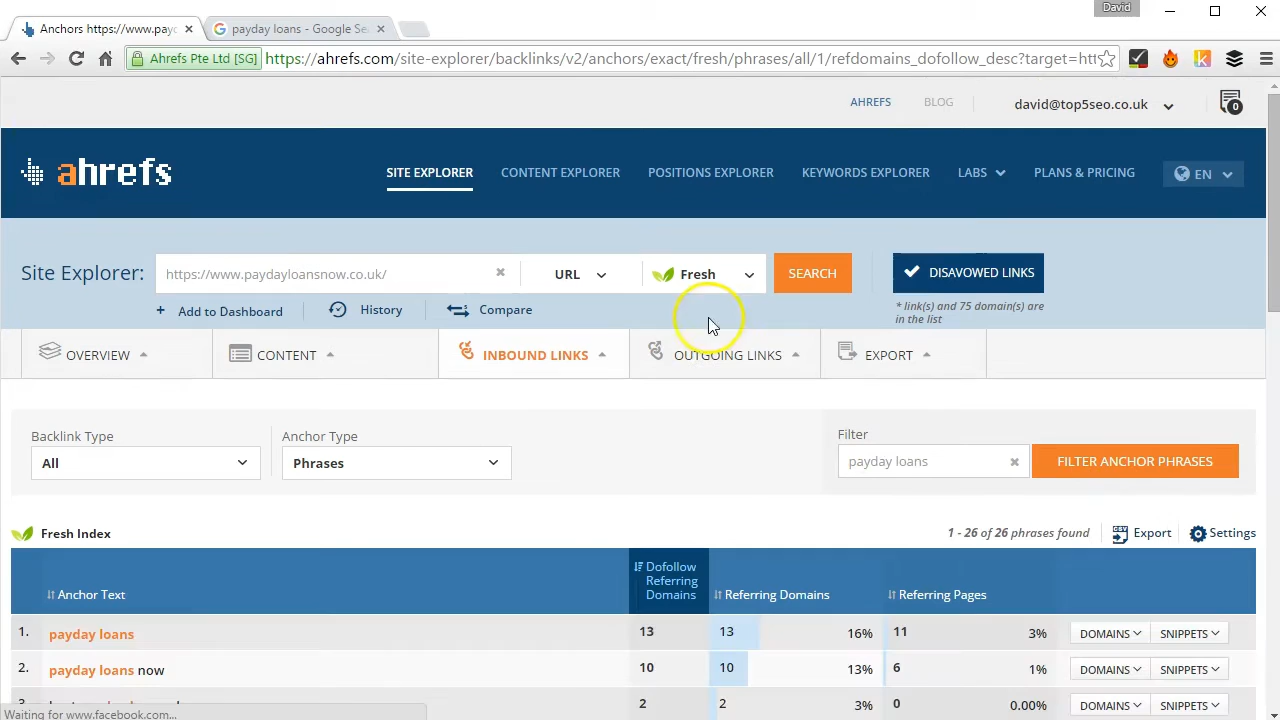 David
Anchors https://www.payc
payday loans - Google Se
Ahrefs Pte Ltd [SG]
https://ahrefs.com/site-explorer/backlinks/v2/anchors/exact/fresh/phrases/all/1/refdomains_dofollow_desc?target=htt
AHREFS
BLOG
david@top5seo.co.uk
0
ahrefs
SITE EXPLORER
CONTENT EXPLORER
POSITIONS EXPLORER
KEYWORDS EXPLORER
LABS
PLANS & PRICING
EN
Site Explorer:
https://www.paydayloansnow.co.uk/
URL
Fresh
SEARCH
DISAVOWED LINKS
+ Add to Dashboard
History
Compare
* link(s) and 75 domain(s) are
in the list
OVERVIEW
CONTENT
INBOUND LINKS
OUTGOING LINKS
EXPORT
Backlink Type
Anchor Type
Filter
All
Phrases
payday loans
FILTER ANCHOR PHRASES
Fresh Index
1 - 26 of 26 phrases found
CSV
Export
Settings
Anchor Text
Dofollow
Referring
Domains
Referring Domains
Referring Pages
1. payday loans 13 13 16% 11 3% DOMAINS SNIPPETS
2. payday loans now 10 10 13% 6 1% DOMAINS SNIPPETS
2 2 3% 0 0.00% DOMAINS SNIPPETS
Waiting for www.facebook.com...